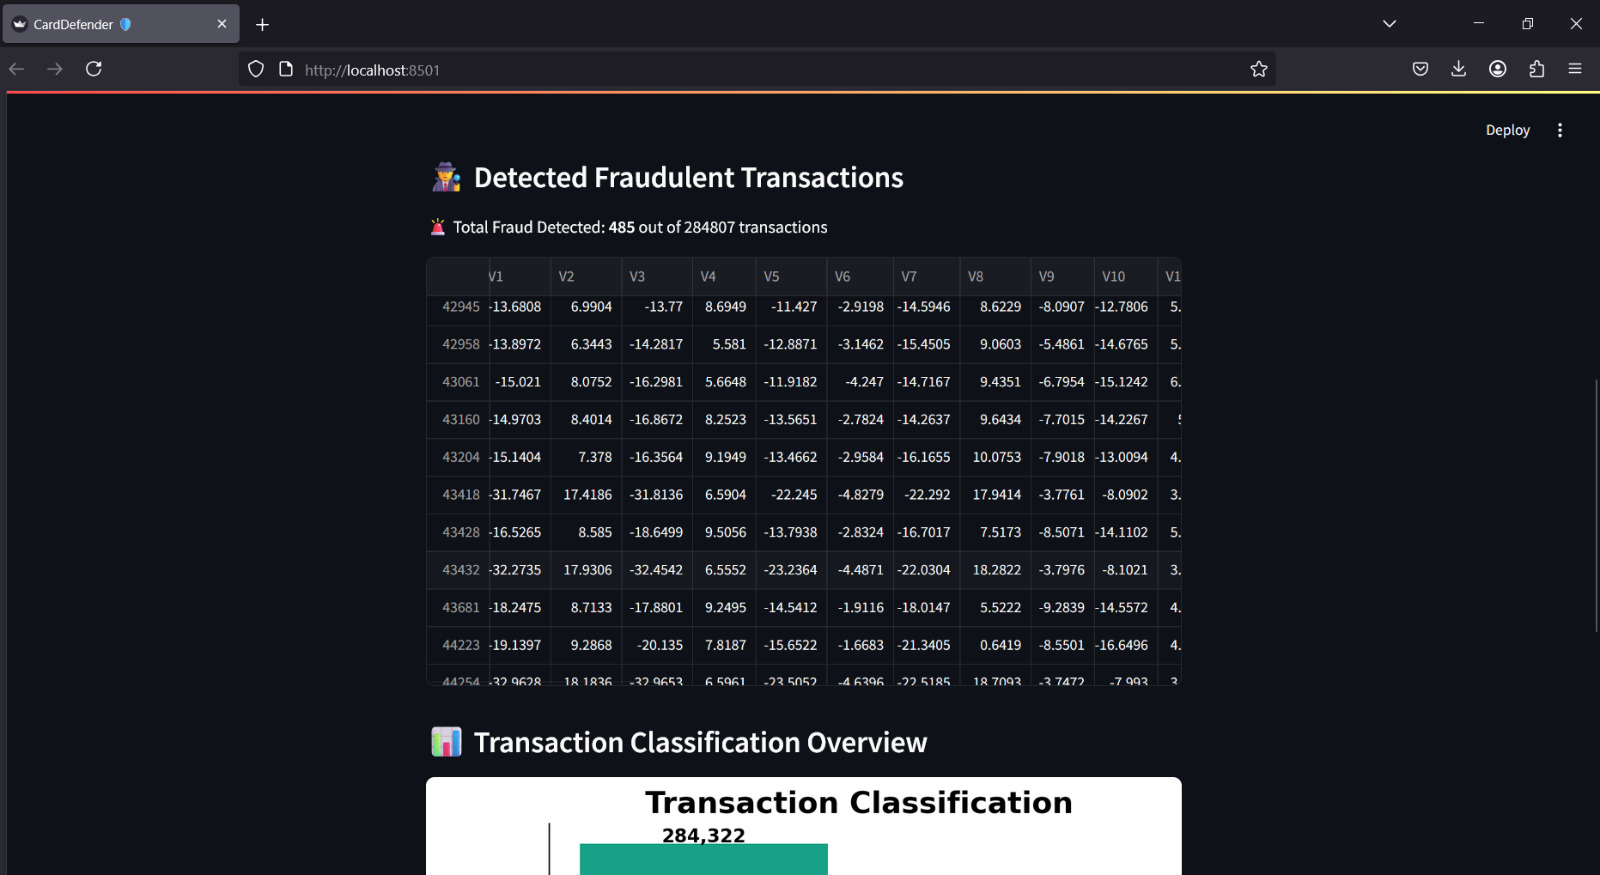 CardDefender
http://localhost:8501
Deploy
Detected Fraudulent Transactions
Total Fraud Detected: 485 out of 284807 transactions
V1 V2 V3 V4 V5 V6 V7 V8 V9 V10 V1
42945 -13.6808 6.9904 -13.77 8.6949 -11.427 -2.9198 -14.5946 8.6229 -8.0907 -12.7806 5.
42958 -13.8972 6.3443 -14.2817 5.581 -12.8871 -3.1462 -15.4505 9.0603 -5.4861 -14.6765 5.
43061 -15.021 8.0752 -16.2981 5.6648 -11.9182 -4.247 -14.7167 9.4351 -6.7954 -15.1242 6.
43160 -14.9703 8.4014 -16.8672 8.2523 -13.5651 -2.7824 -14.2637 9.6434 -7.7015 -14.2267
43204 -15.1404 7.378 -16.3564 9.1949 -13.4662 -2.9584 -16.1655 10.0753 -7.9018 -13.0094 4.
43418 -31.7467 17.4186 -31.8136 6.5904 -22.245 -4.8279 -22.292 17.9414 -3.7761 -8.0902 3.
43428 -16.5265 8.585 -18.6499 9.5056 -13.7938 -2.8324 -16.7017 7.5173 -8.5071 -14.1102 5.
43432 -32.2735 17.9306 -32.4542 6.5552 -23.2364 -4.4871 -22.0304 18.2822 -3.7976 -8.1021 3.
43681 -18.2475 8.7133 -17.8801 9.2495 -14.5412 -1.9116 -18.0147 5.5222 -9.2839 -14.5572 4.
44223 -19.1397 9.2868 -20.135 7.8187 -15.6522 -1.6683 -21.3405 0.6419 -8.5501 -16.6496 4.
44254 -32.9628 18.1836 -32.9653 6.5961 -23.5052 -4.6396 -22.5185 18.7093 -3.7472 -7.993 3
Transaction Classification Overview
Transaction Classification
284,322